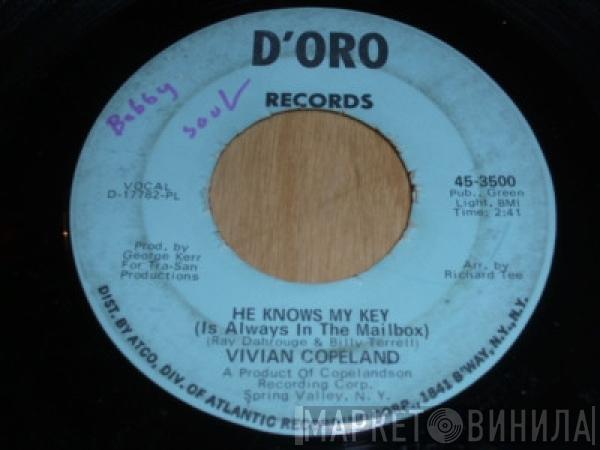 D'ORO
RECORDS
Bobby
soul
VOCAL
D-17782-PL
45-3500
Pub., Green
Light, BMI
Time: 2:41
Prod. by
George Kerr
For Tra-San
Productions
Arr. by
Richard Tee
HE KNOWS MY KEY
(Is Always In The Mailbox)
(Ray Dahrouge & Billy Terrell)
VIVIAN COPELAND
A Product Of Copelandson
Recording Corp.
Spring Valley, N. Y.
DIST. BY ATCO, DIV. OF ATLANTIC RECORDING CORP., 1841 B'WAY, N.Y., N.Y.
МАРКЕТ ВИНИЛА